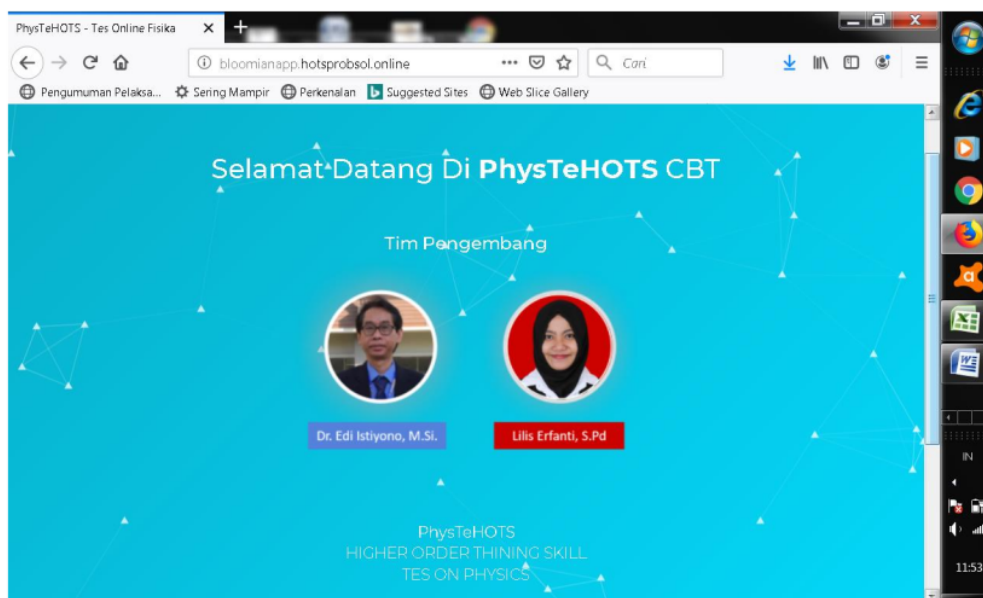 PhysTeHOTS - Tes Online Fisika
bloomianapp.hotsprobsol.online
Cari
Pengumuman Pelaksa...
Sering Mampir
Perkenalan
Suggested Sites
Web Slice Gallery
Selamat Datang Di PhysTeHOTS CBT
Tim Pengembang
Dr. Edi Istiyono, M.Si.
Lilis Erfanti, S.Pd
PhysTeHOTS
HIGHER ORDER THINING SKILL
TES ON PHYSICS
IN
11:53